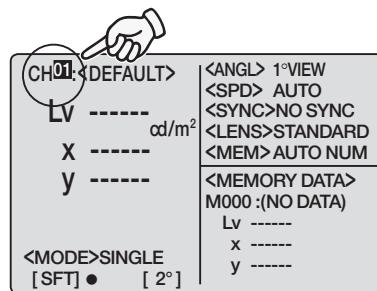 CH01:<DEFAULT>
Lv ------
cd/m²
x ------
y ------
<MODE>SINGLE
[SFT] ● [ 2°]
<ANGL> 1°VIEW
<SPD> AUTO
<SYNC>NO SYNC
<LENS>STANDARD
<MEM>AUTO NUM
<MEMORY DATA>
M000 :(NO DATA)
Lv ------
x ------
y ------